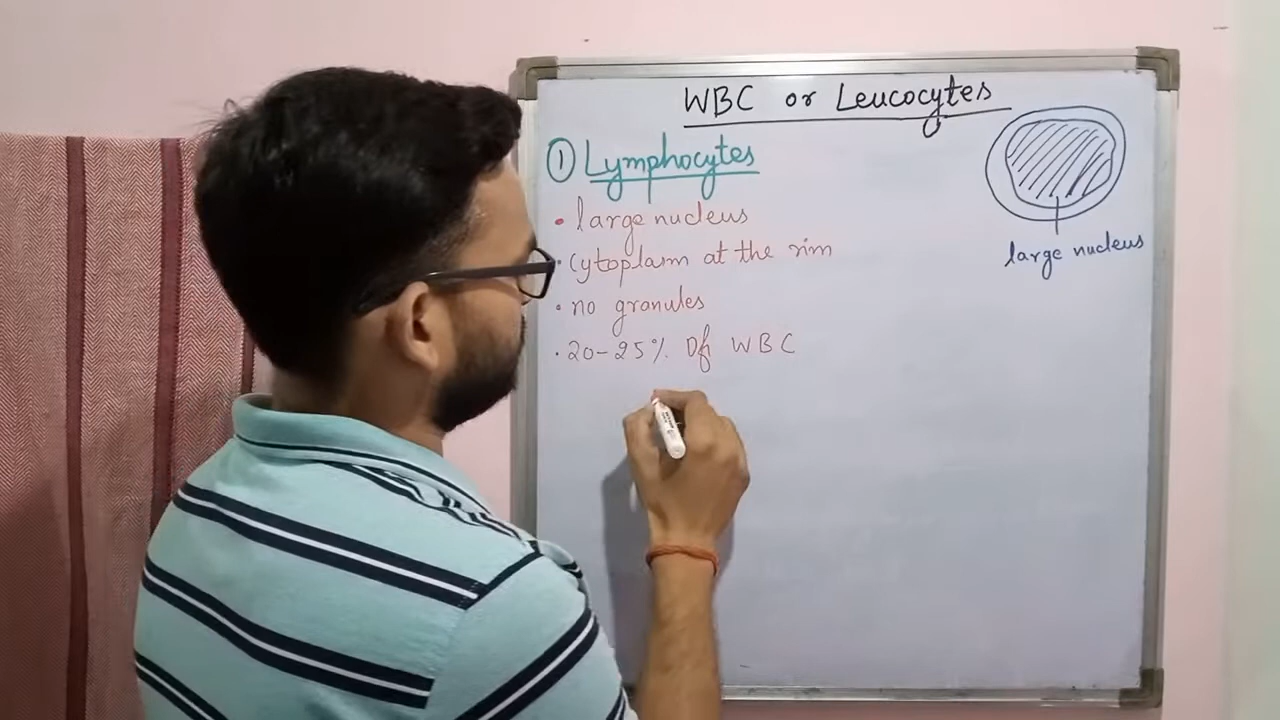 WBC or Leucocytes
① Lymphocytes
• large nucleus
• Cytoplasm at the rim
• no granules
• 20-25% Of WBC
large nucleus